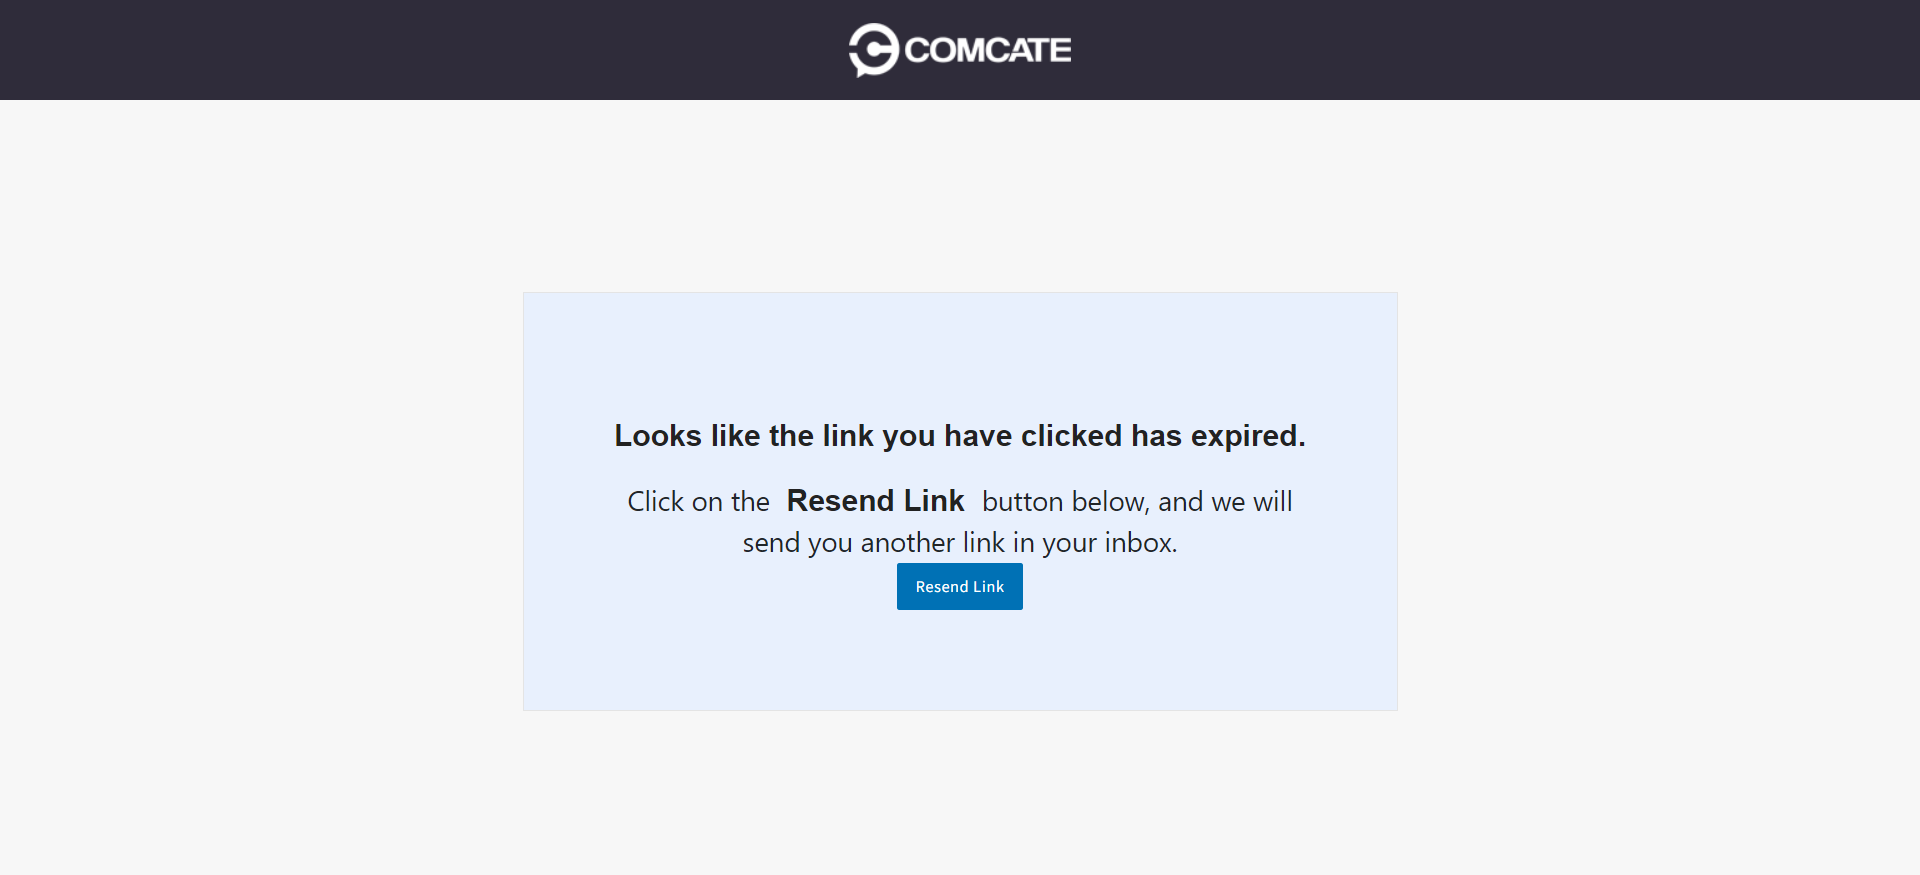 COMCATE
Looks like the link you have clicked has expired.
Click on the Resend Link button below, and we will
send you another link in your inbox.
Resend Link